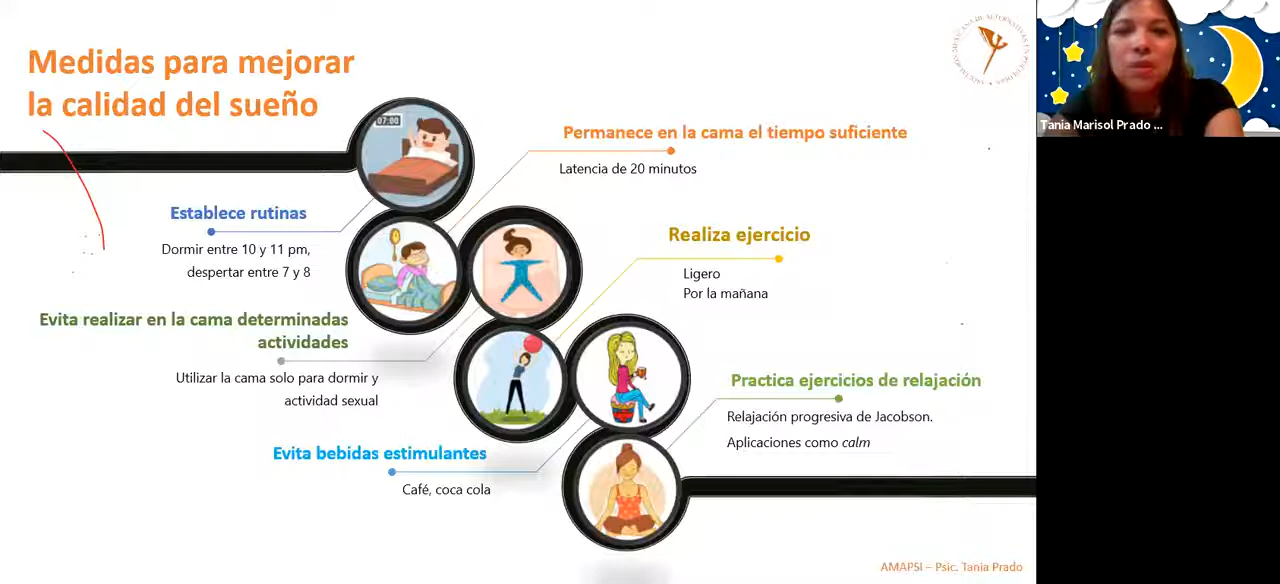 Medidas para mejorar
la calidad del sueño
07:00
Permanece en la cama el tiempo suficiente
Latencia de 20 minutos
Establece rutinas
Dormir entre 10 y 11 pm,
despertar entre 7 y 8
Realiza ejercicio
Ligero
Por la mañana
Evita realizar en la cama determinadas
actividades
Utilizar la cama solo para dormir y
actividad sexual
Practica ejercicios de relajación
Relajación progresiva de Jacobson.
Aplicaciones como calm
Evita bebidas estimulantes
Café, coca cola
AMAPSI – Psic. Tania Prado
Tania Marisol Prado ...